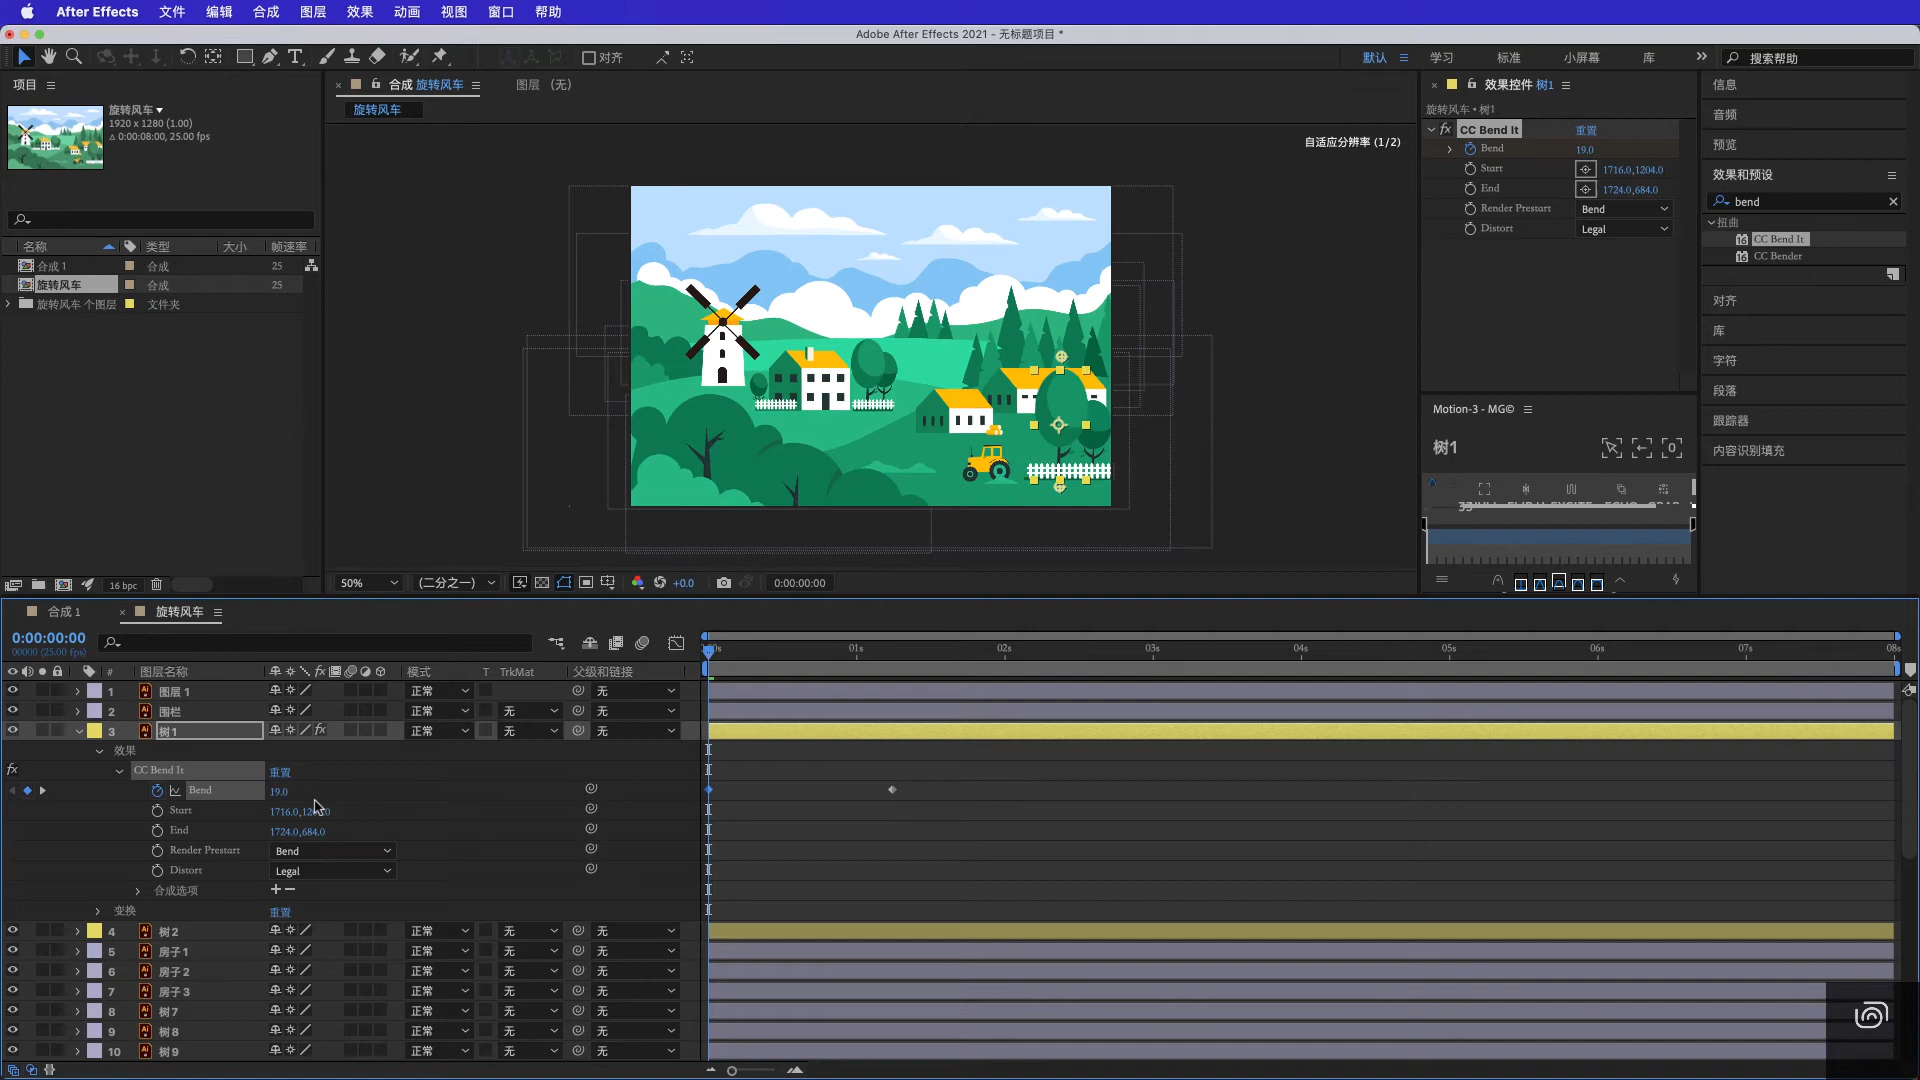 After Effects 文件 编辑 合成 图层 效果 动画 视图 窗口 帮助
Adobe After Effects 2021 - 无标题项目 *
对齐 默认 学习 标准 小屏幕 库 搜索帮助
项目
旋转风车
1920 x 1280 (1.00)
△ 0:00:08:00, 25.00 fps
名称 类型 大小 帧速率
合成 1 合成 25
旋转风车 合成 25
旋转风车 个图层 文件夹
16 bpc
合成 旋转风车 图层 (无)
旋转风车
自适应分辨率 (1/2)
50% (二分之一) +0.0 0:00:00:00
效果控件 树1
旋转风车 • 树1
fx CC Bend It 重置
Bend 19.0
Start 1716.0,1204.0
End 1724.0,684.0
Render Prestart Bend
Distort Legal
Motion-3 - MG©
树1
信息
音频
预览
效果和预设
bend
扭曲
CC Bend It
CC Bender
对齐
库
字符
段落
跟踪器
内容识别填充
合成 1 旋转风车
0:00:00:00
00000 (25.00 fps)
01s 02s 03s 04s 05s 06s 07s 08s
# 图层名称 fx 模式 T TrkMat 父级和链接
1 图层 1 正常 无
2 围栏 正常 无 无
3 树1 fx 正常 无 无
效果
fx CC Bend It 重置
Bend 19.0
Start
End 1724.0,684.0
Render Prestart Bend
Distort Legal
合成选项 + −
变换 重置
4 树2 正常 无 无
5 房子1 正常 无 无
6 房子2 正常 无 无
7 房子3 正常 无 无
8 树7 正常 无 无
9 树8 正常 无 无
10 树9 正常 无 无